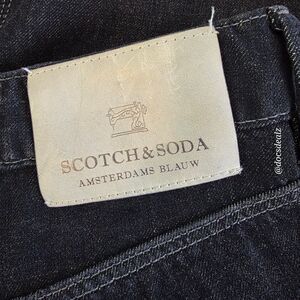 SCOTCH & SODA
AMSTERDAMS BLAUW
@docsdealz